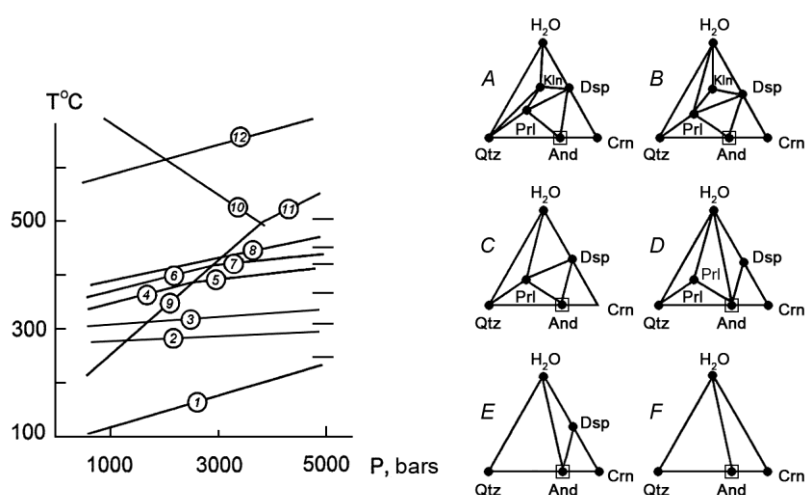 T°C
500
300
100
1000
3000
5000
P, bars
1
2
3
4
5
6
7
8
9
10
11
12
A
H₂O
Kln
Dsp
Prl
Qtz
And
Crn
B
H₂O
Kln
Dsp
Prl
Qtz
And
Crn
C
H₂O
Dsp
Prl
Qtz
And
Crn
D
H₂O
Dsp
Prl
Prl
Qtz
And
Crn
E
H₂O
Dsp
Qtz
And
Crn
F
H₂O
Qtz
And
Crn